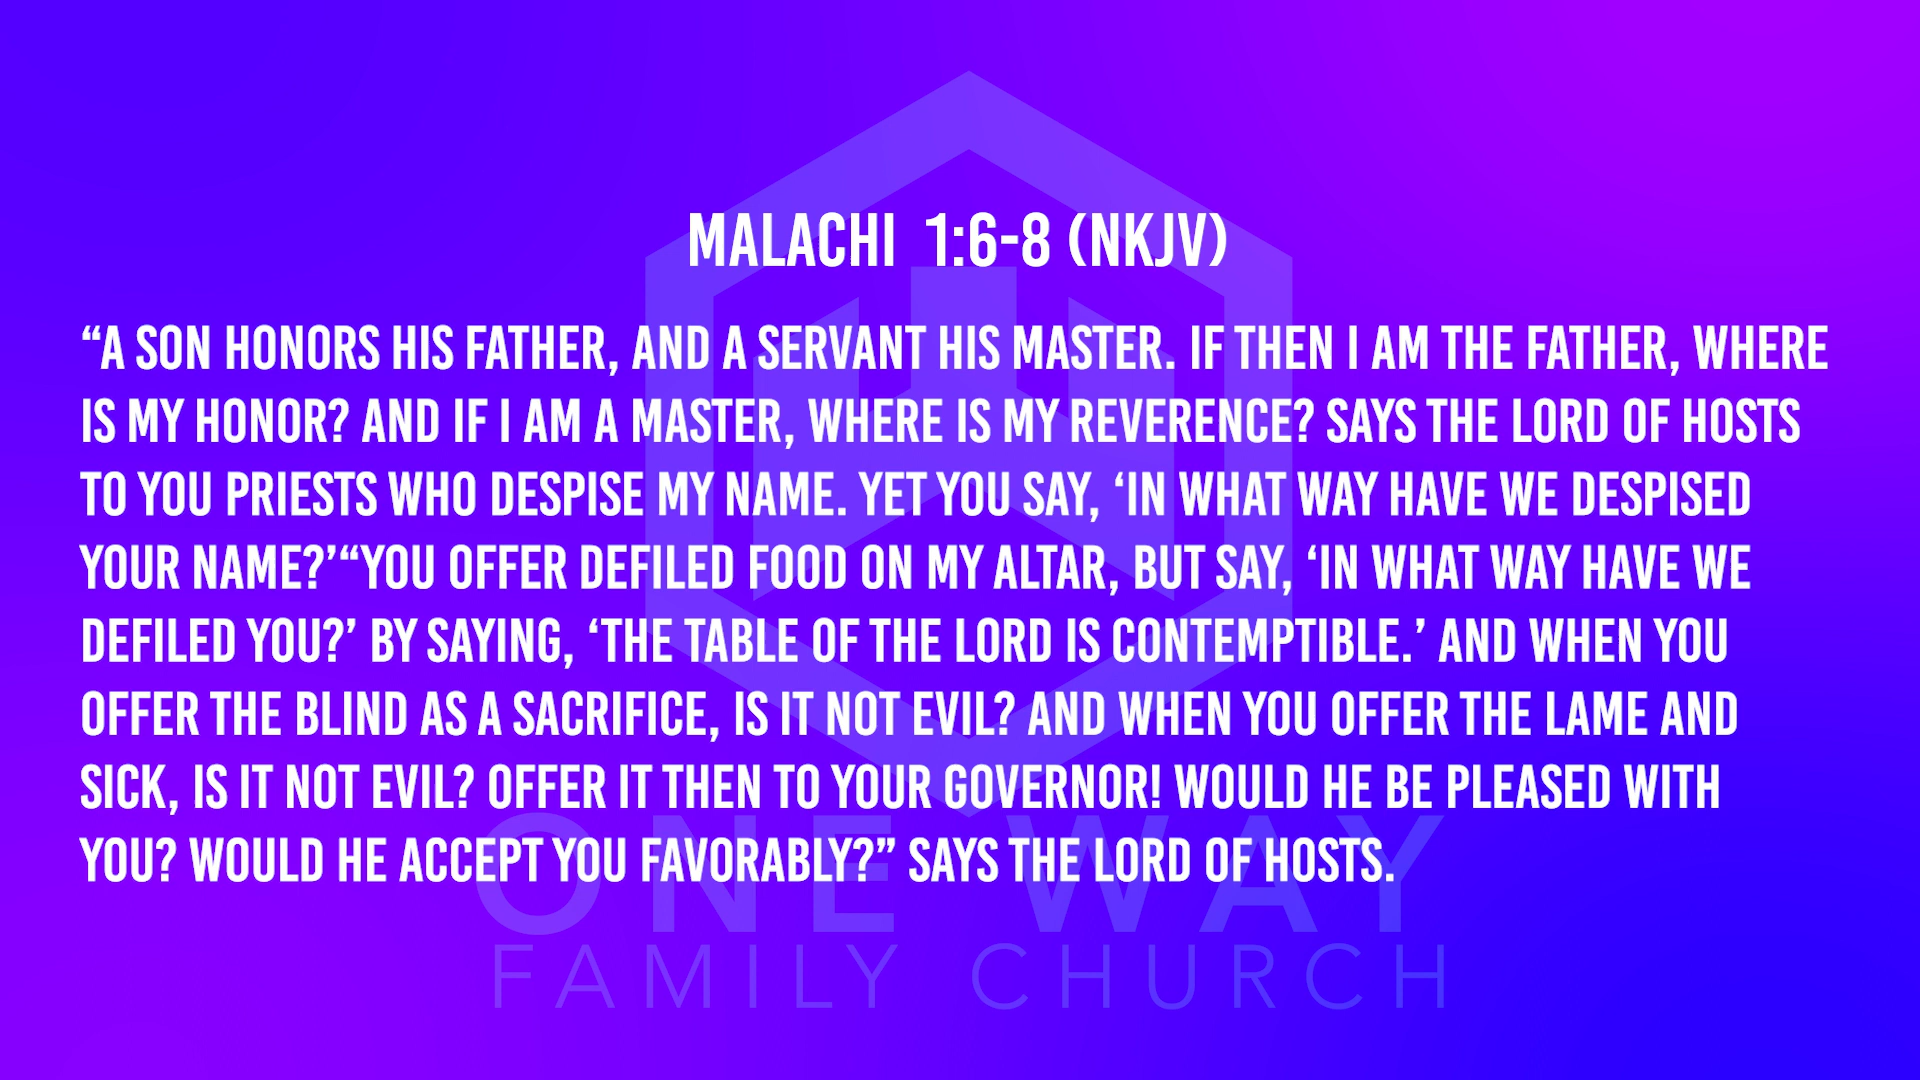 MALACHI  1:6-8 (NKJV)
“A SON HONORS HIS FATHER, AND A SERVANT HIS MASTER. IF THEN I AM THE FATHER, WHERE
IS MY HONOR? AND IF I AM A MASTER, WHERE IS MY REVERENCE? SAYS THE LORD OF HOSTS
TO YOU PRIESTS WHO DESPISE MY NAME. YET YOU SAY, ‘IN WHAT WAY HAVE WE DESPISED
YOUR NAME?’“YOU OFFER DEFILED FOOD ON MY ALTAR, BUT SAY, ‘IN WHAT WAY HAVE WE
DEFILED YOU?’ BY SAYING, ‘THE TABLE OF THE LORD IS CONTEMPTIBLE.’ AND WHEN YOU
OFFER THE BLIND AS A SACRIFICE, IS IT NOT EVIL? AND WHEN YOU OFFER THE LAME AND
SICK, IS IT NOT EVIL? OFFER IT THEN TO YOUR GOVERNOR! WOULD HE BE PLEASED WITH
YOU? WOULD HE ACCEPT YOU FAVORABLY?” SAYS THE LORD OF HOSTS.
ONE WAY
FAMILY CHURCH